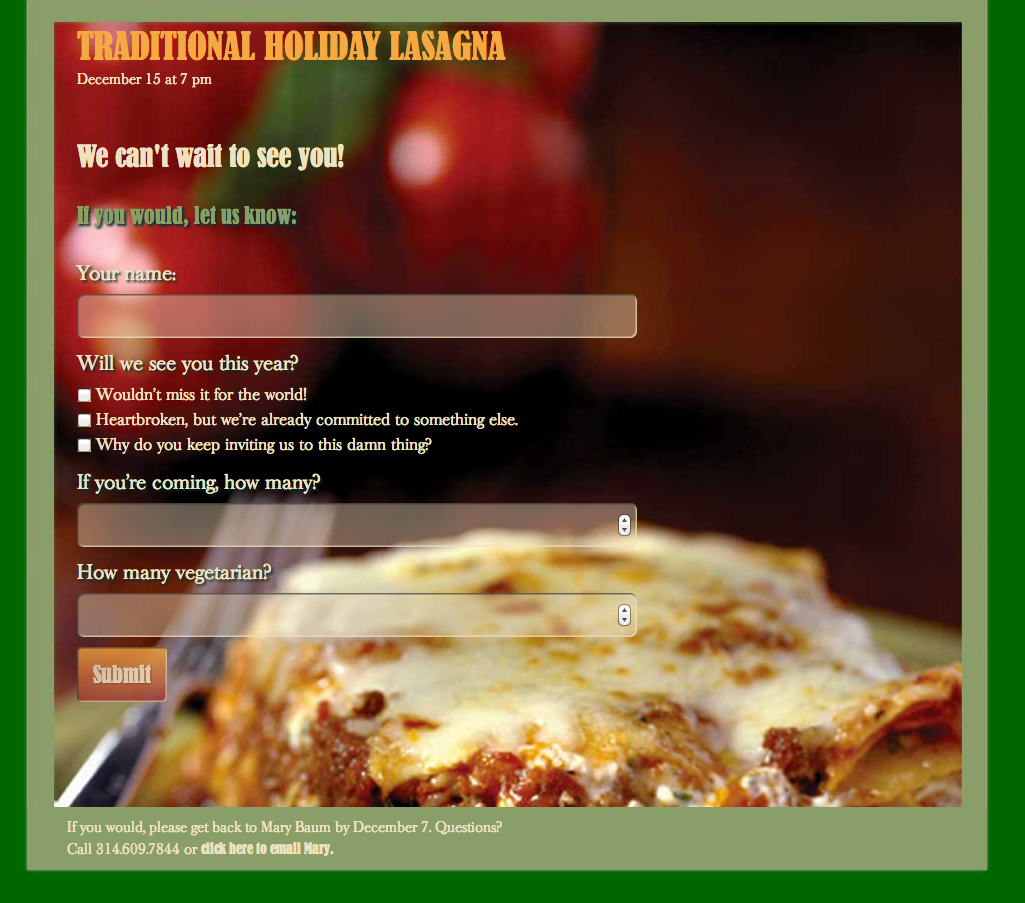 TRADITIONAL HOLIDAY LASAGNA
December 15 at 7 pm
We can't wait to see you!
If you would, let us know:
Your name:
Will we see you this year?
Wouldn’t miss it for the world!
Heartbroken, but we’re already committed to something else.
Why do you keep inviting us to this damn thing?
If you’re coming, how many?
How many vegetarian?
Submit
If you would, please get back to Mary Baum by December 7. Questions?
Call 314.609.7844 or click here to email Mary.